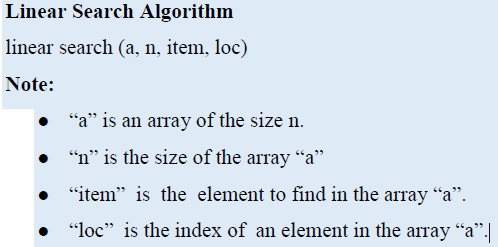 Linear Search Algorithm
linear search (a, n, item, loc)
Note:
● “a” is an array of the size n.
● “n” is the size of the array “a”
● “item” is the element to find in the array “a”.
● “loc” is the index of an element in the array “a”.